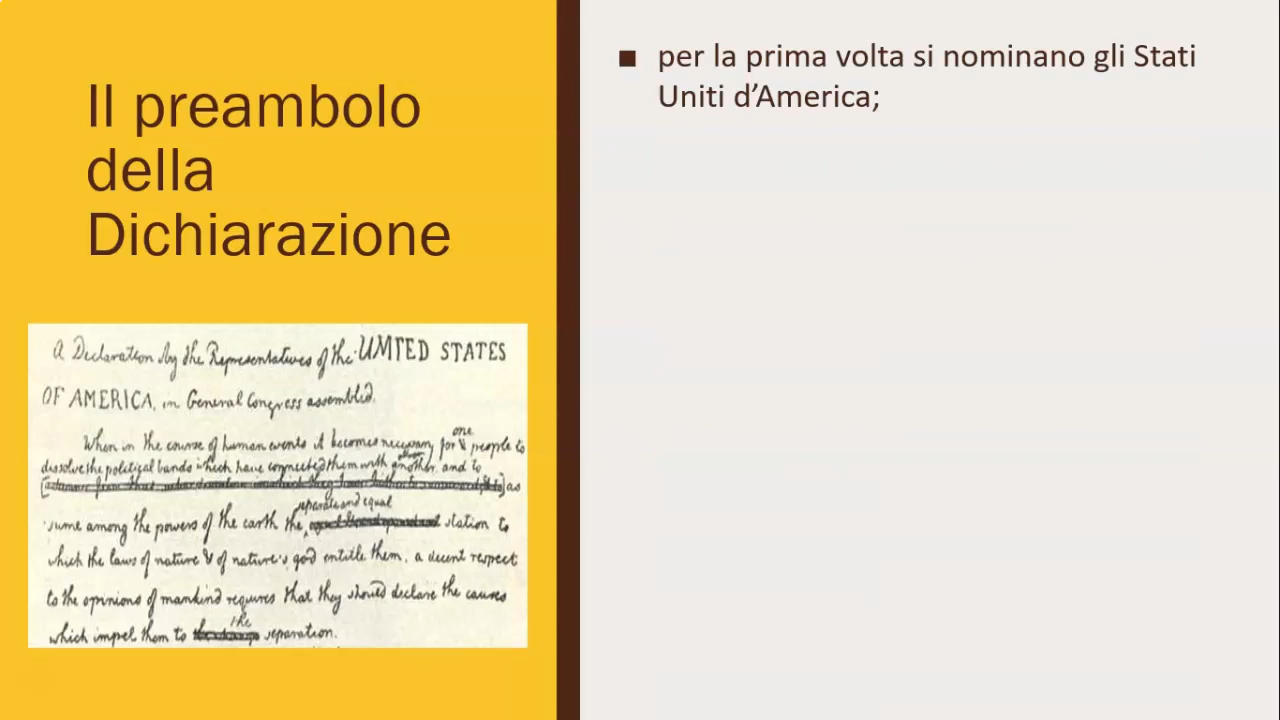 Il preambolo
della
Dichiarazione
per la prima volta si nominano gli Stati
Uniti d'America;
a Declaration by the Representatives of the UNITED STATES
OF AMERICA, in General Congress assembled.
When in the course of human events it becomes necessary for one people to
dissolve the political bands which have connected them with another, and to
as
separate and equal
sume among the powers of the earth the station to
which the laws of nature & of nature's god entitle them, a decent respect
to the opinions of mankind requires that they should declare the causes
the
which impel them to separation.